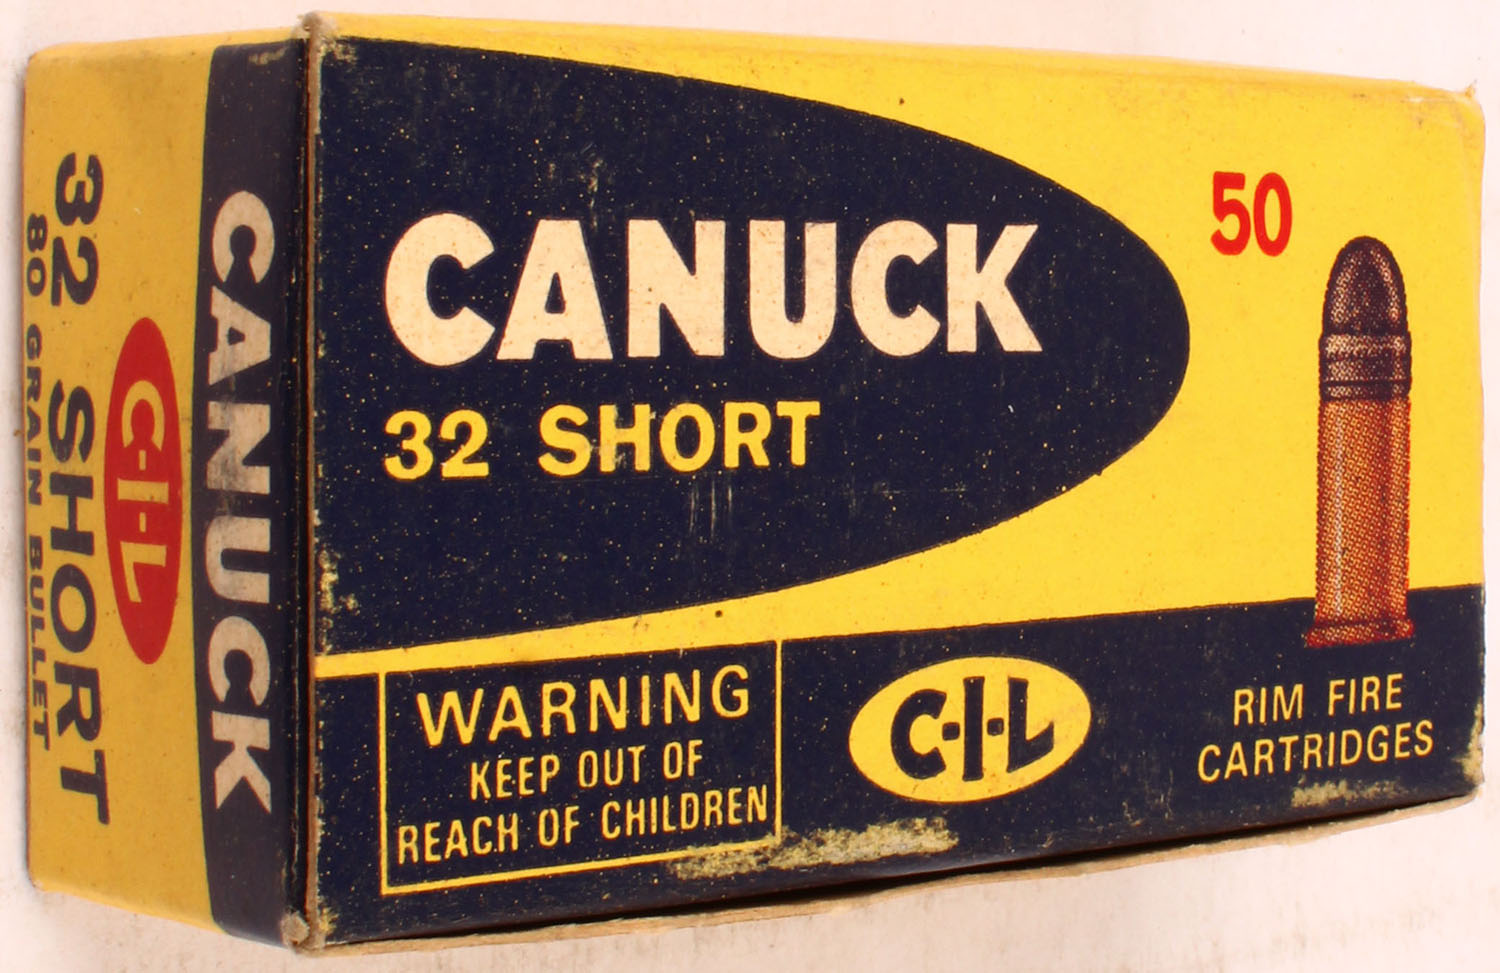 CANUCK
32 SHORT
50
WARNING
KEEP OUT OF
REACH OF CHILDREN
C-I-L
RIM FIRE
CARTRIDGES
CANUCK
C-I-L
32 SHORT
80 GRAIN BULLET